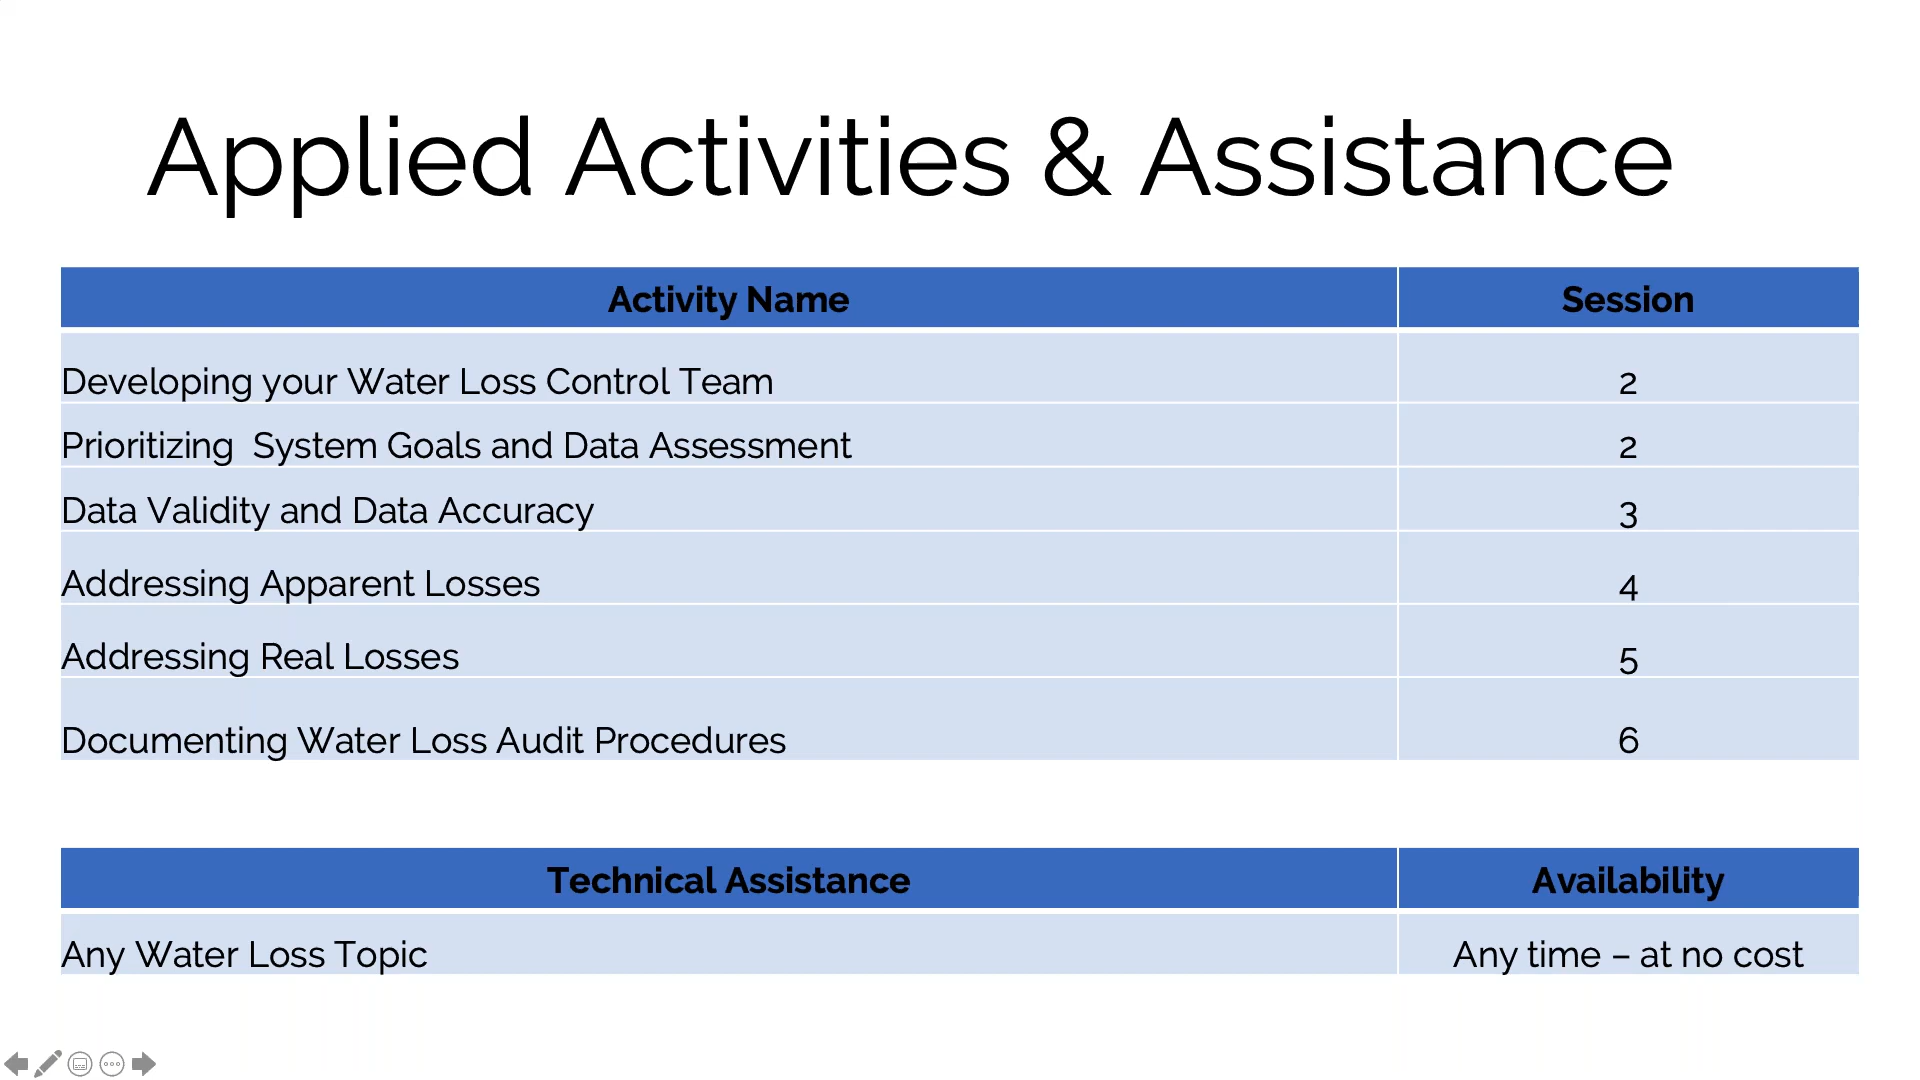 Applied Activities & Assistance
Activity Name Session
Developing your Water Loss Control Team 2
Prioritizing  System Goals and Data Assessment 2
Data Validity and Data Accuracy 3
Addressing Apparent Losses 4
Addressing Real Losses 5
Documenting Water Loss Audit Procedures 6
Technical Assistance Availability
Any Water Loss Topic Any time – at no cost